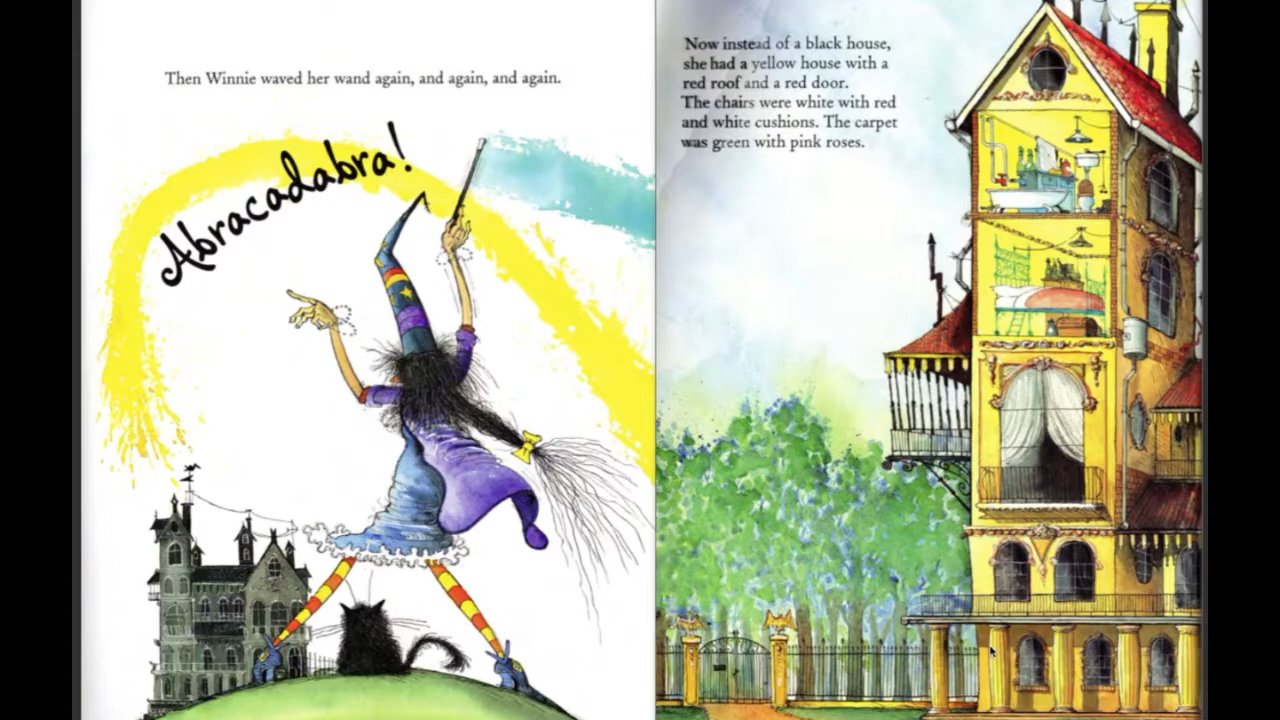 Then Winnie waved her wand again, and again, and again.
Abracadabra!
Now instead of a black house,
she had a yellow house with a
red roof and a red door.
The chairs were white with red
and white cushions. The carpet
was green with pink roses.